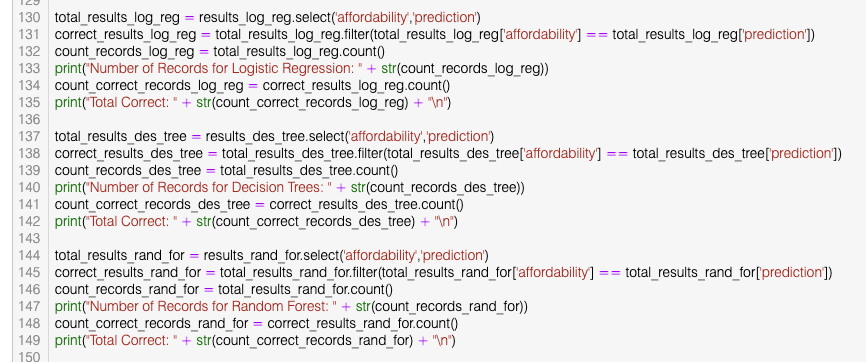 129
130 total_results_log_reg = results_log_reg.select('affordability','prediction')
131 correct_results_log_reg = total_results_log_reg.filter(total_results_log_reg['affordability'] == total_results_log_reg['prediction'])
132 count_records_log_reg = total_results_log_reg.count()
133 print("Number of Records for Logistic Regression: " + str(count_records_log_reg))
134 count_correct_records_log_reg = correct_results_log_reg.count()
135 print("Total Correct: " + str(count_correct_records_log_reg) + "\n")
136
137 total_results_des_tree = results_des_tree.select('affordability','prediction')
138 correct_results_des_tree = total_results_des_tree.filter(total_results_des_tree['affordability'] == total_results_des_tree['prediction'])
139 count_records_des_tree = total_results_des_tree.count()
140 print("Number of Records for Decision Trees: " + str(count_records_des_tree))
141 count_correct_records_des_tree = correct_results_des_tree.count()
142 print("Total Correct: " + str(count_correct_records_des_tree) + "\n")
143
144 total_results_rand_for = results_rand_for.select('affordability','prediction')
145 correct_results_rand_for = total_results_rand_for.filter(total_results_rand_for['affordability'] == total_results_rand_for['prediction'])
146 count_records_rand_for = total_results_rand_for.count()
147 print("Number of Records for Random Forest: " + str(count_records_rand_for))
148 count_correct_records_rand_for = correct_results_rand_for.count()
149 print("Total Correct: " + str(count_correct_records_rand_for) + "\n")
150